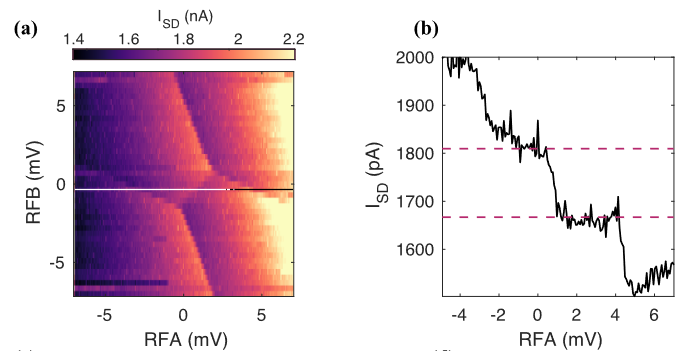 (a)
I_SD (nA)
1.4 1.6 1.8 2 2.2
5
0
-5
RFB (mV)
-5 0 5
RFA (mV)
(b)
2000
1900
1800
1700
1600
I_SD (pA)
-4 -2 0 2 4 6
RFA (mV)